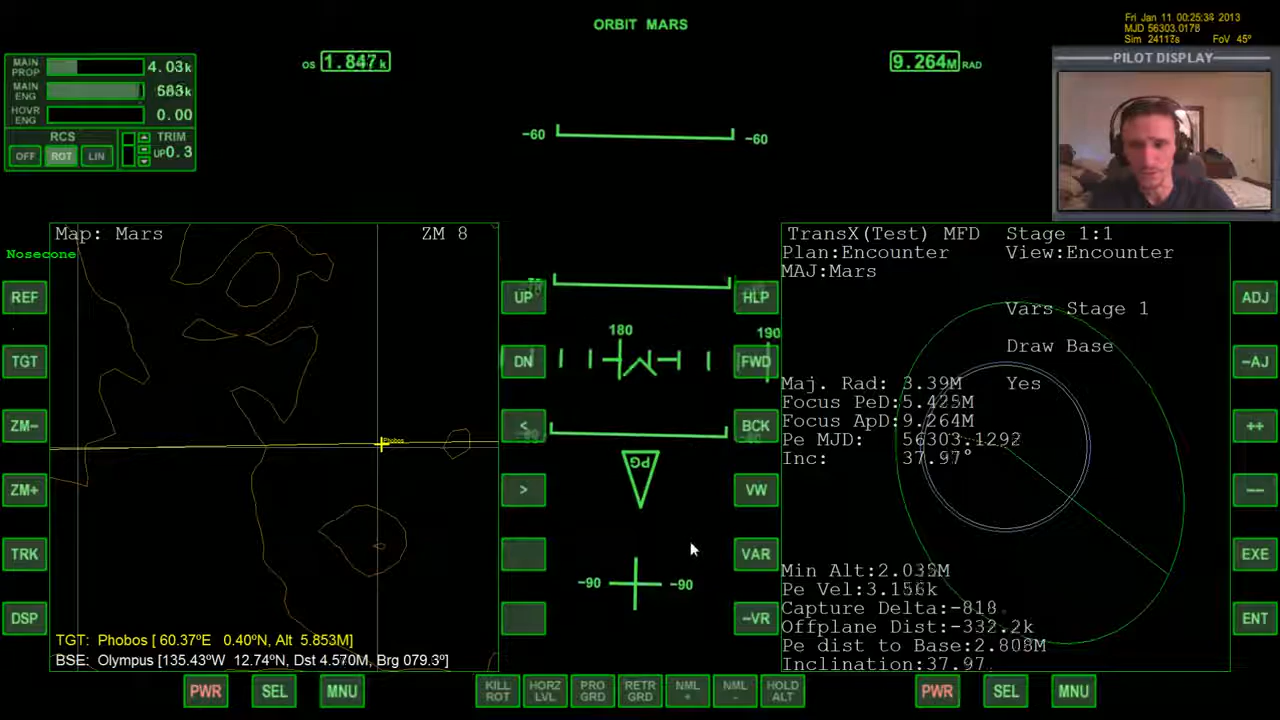 ORBIT MARS
Fri Jan 11 00:25:34 2013
MJD 56303.0178
FoV 45°
PILOT DISPLAY
OS 1.847k
9.264M RAD
MAIN PROP 4.03k
MAIN ENG 683k
HOVR ENG 0.00
RCS
TRIM
OFF ROT LIN
UP0.3
-60 -60
Map: Mars ZM 8
Nosecone
REF
TGT
ZM-
ZM+
TRK
DSP
Phobos
TGT: Phobos [ 60.37°E 0.40°N, Alt 5.853M]
BSE: Olympus [135.43°W 12.74°N, Dst 4.570M, Brg 079.3°]
UP
DN
<
>
180
190
PG
-90 -90
HLP
FWD
BCK
VW
VAR
-VR
TransX(Test) MFD Stage 1:1
Plan:Encounter View:Encounter
MAJ:Mars
Vars Stage 1
Draw Base
Yes
Maj. Rad: 3.39M
Focus PeD:5.425M
Focus ApD:9.264M
Pe MJD: 56303.1292
Inc: 37.97°
Min Alt:2.035M
Pe Vel:3.156k
Capture Delta:-818
Offplane Dist:-332.2k
Pe dist to Base:2.808M
Inclination:37.97
ADJ
-AJ
++
--
EXE
ENT
PWR SEL MNU
KILL ROT
HORZ LVL
PRO GRD
RETR GRD
NML +
NML -
HOLD ALT
PWR SEL MNU